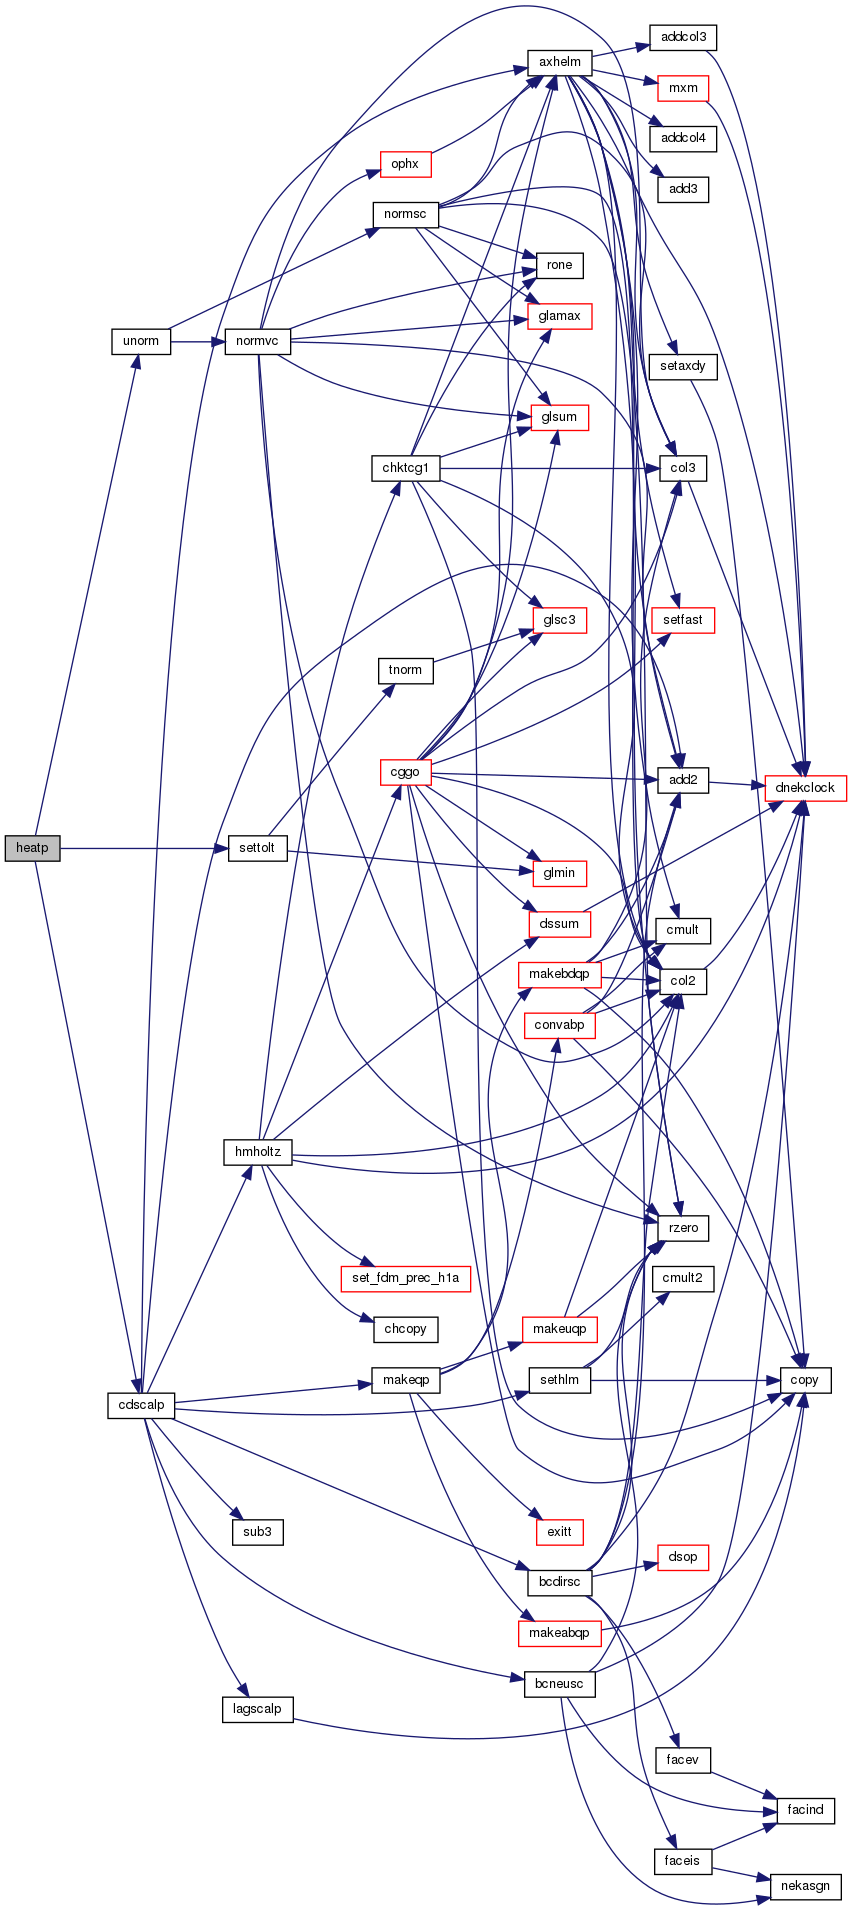 addcol3
axhelm
mxm
addcol4
ophx
add3
normsc
rone
glamax
unorm
normvc
setaxdy
glsum
chktcg1
col3
glsc3
setfast
tnorm
cggo
add2
dnekclock
heatp
settolt
glmin
dssum
cmult
makebdqp
col2
convabp
hmholtz
rzero
set_fdm_prec_h1a
cmult2
chcopy
makeuqp
makeqp
sethlm
copy
cdscalp
sub3
exitt
dsop
bcdirsc
makeabqp
bcneusc
lagscalp
facev
facind
faceis
nekasgn